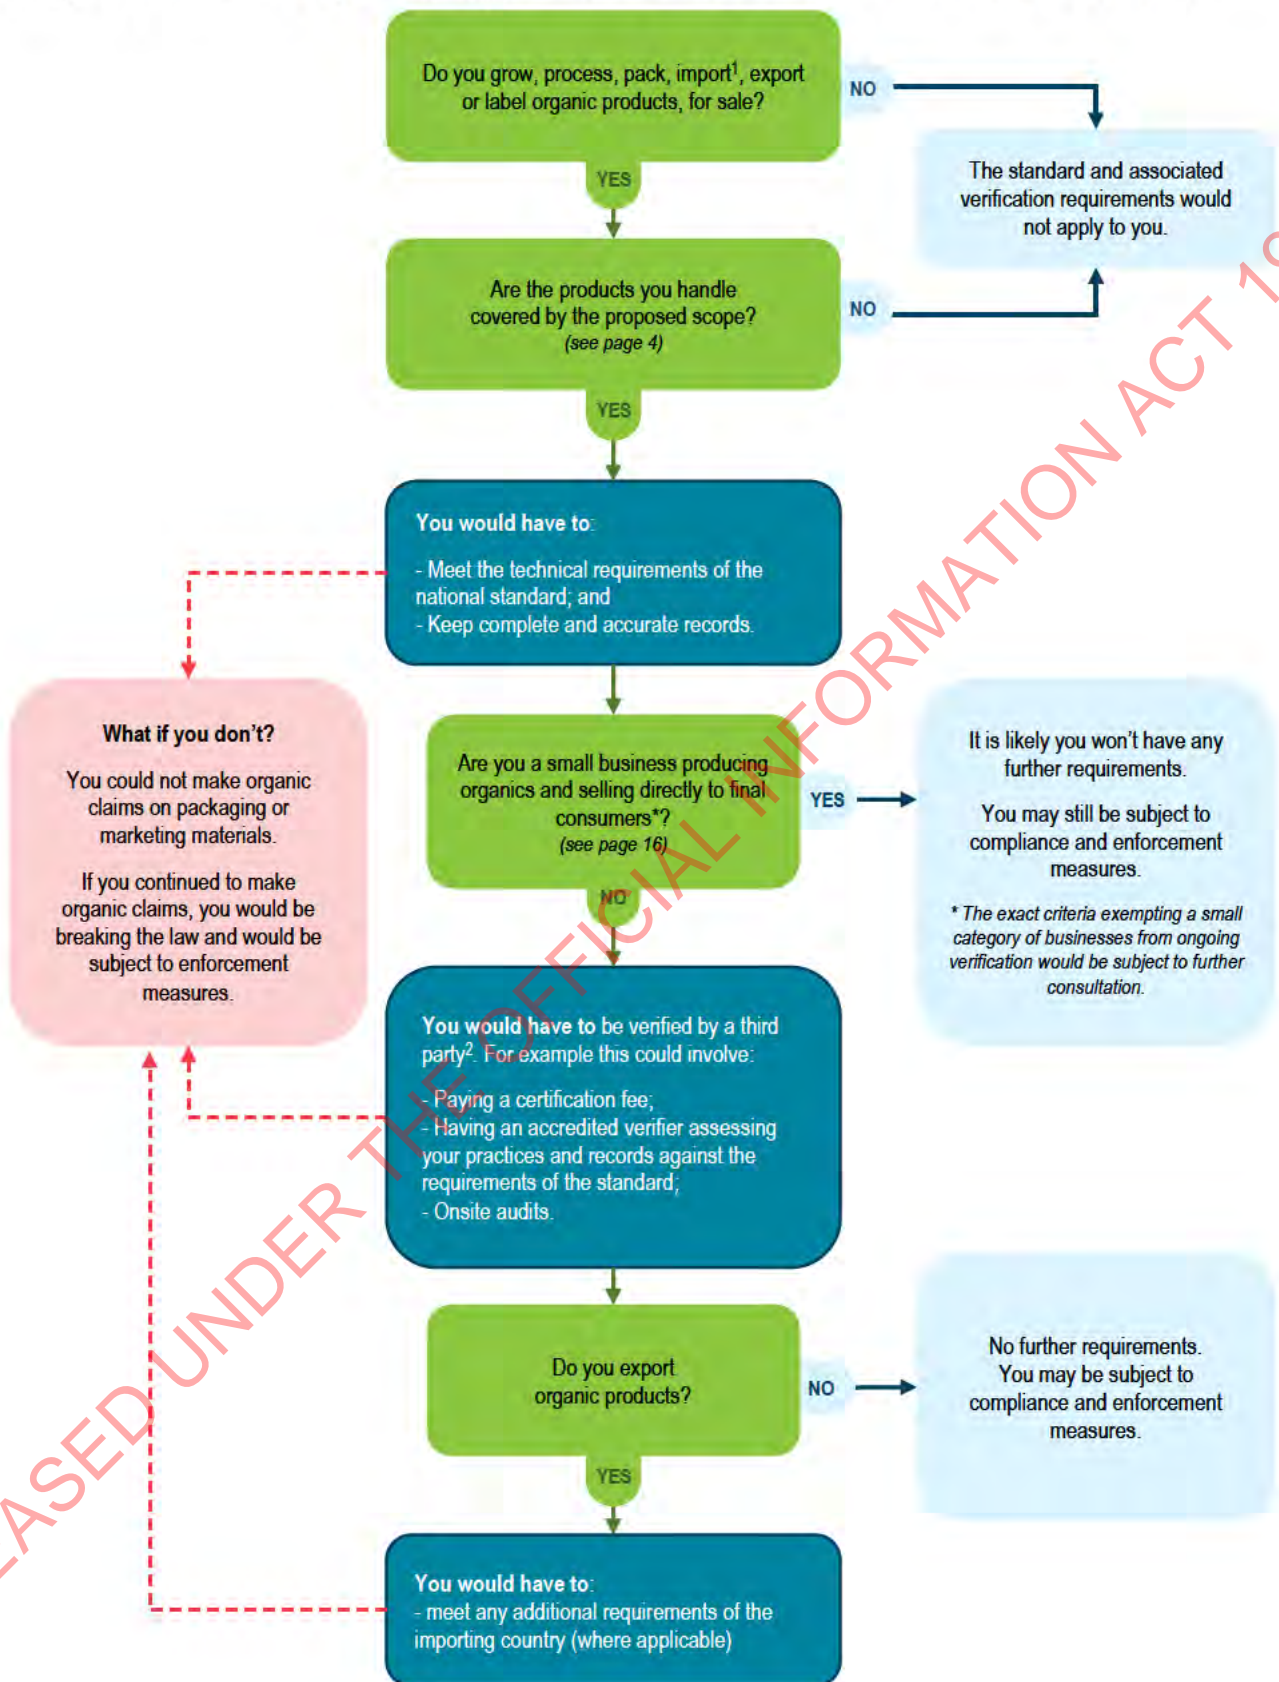 Do you grow, process, pack, import¹, export
or label organic products, for sale?
NO
YES
The standard and associated
verification requirements would
not apply to you.
Are the products you handle
covered by the proposed scope?
(see page 4)
NO
YES
You would have to:
- Meet the technical requirements of the
national standard; and
- Keep complete and accurate records.
What if you don't?
You could not make organic
claims on packaging or
marketing materials.
If you continued to make
organic claims, you would be
breaking the law and would be
subject to enforcement
measures.
Are you a small business producing
organics and selling directly to final
consumers*?
(see page 16)
YES
NO
It is likely you won't have any
further requirements.
You may still be subject to
compliance and enforcement
measures.
* The exact criteria exempting a small
category of businesses from ongoing
verification would be subject to further
consultation.
You would have to be verified by a third
party². For example this could involve:
- Paying a certification fee;
- Having an accredited verifier assessing
your practices and records against the
requirements of the standard;
- Onsite audits.
Do you export
organic products?
NO
YES
No further requirements.
You may be subject to
compliance and enforcement
measures.
You would have to:
- meet any additional requirements of the
importing country (where applicable)
UNDER THE OFFICIAL INFORMATION ACT